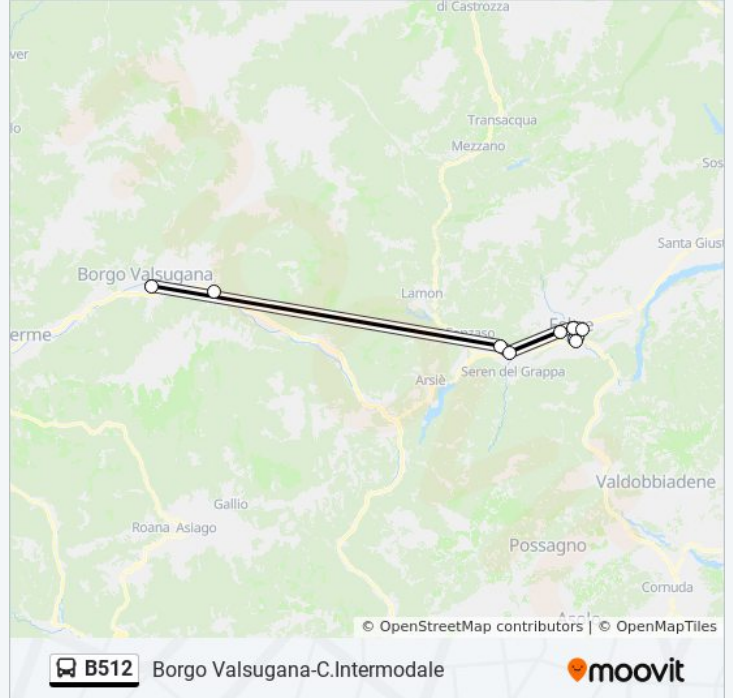 di Castrozza
ver
Transacqua
lo
Mezzano
Sos
Santa Giust
Borgo Valsugana
Lamon
erme
Seren del Grappa
Arsiè
Valdobbiadene
Gallio
Roana Asiago
Possagno
Cornuda
© OpenStreetMap contributors | © OpenMapTiles
B512 Borgo Valsugana-C.Intermodale moovit